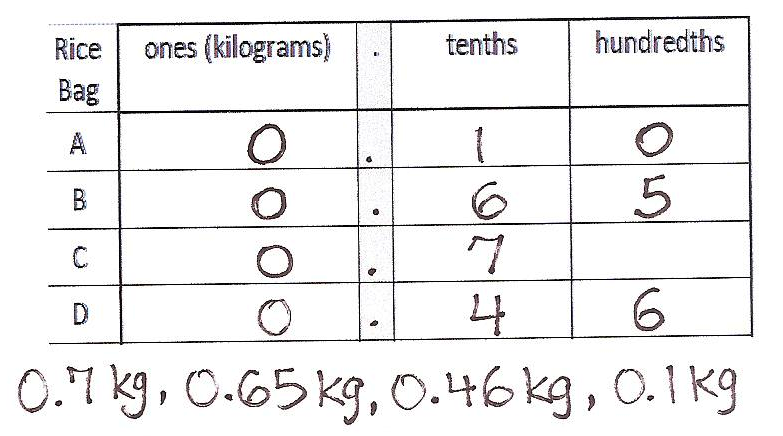 Rice Bag ones (kilograms) . tenths hundredths
A 0 . 1 0
B 0 . 6 5
C 0 . 7
D 0 . 4 6
0.7 kg, 0.65 kg, 0.46 kg, 0.1 kg